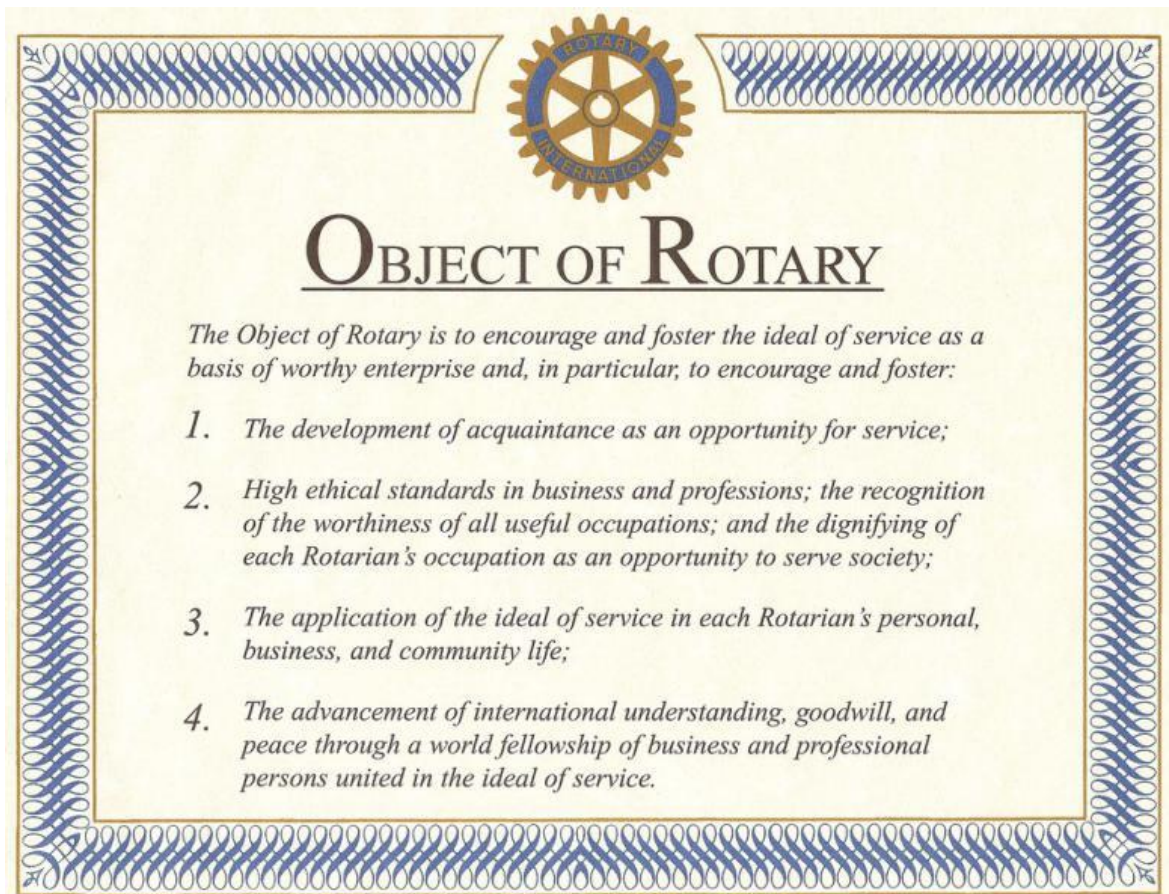 ROTARY
INTERNATIONAL
OBJECT OF ROTARY
The Object of Rotary is to encourage and foster the ideal of service as a
basis of worthy enterprise and, in particular, to encourage and foster:
1. The development of acquaintance as an opportunity for service;
2. High ethical standards in business and professions; the recognition
of the worthiness of all useful occupations; and the dignifying of
each Rotarian's occupation as an opportunity to serve society;
3. The application of the ideal of service in each Rotarian's personal,
business, and community life;
4. The advancement of international understanding, goodwill, and
peace through a world fellowship of business and professional
persons united in the ideal of service.